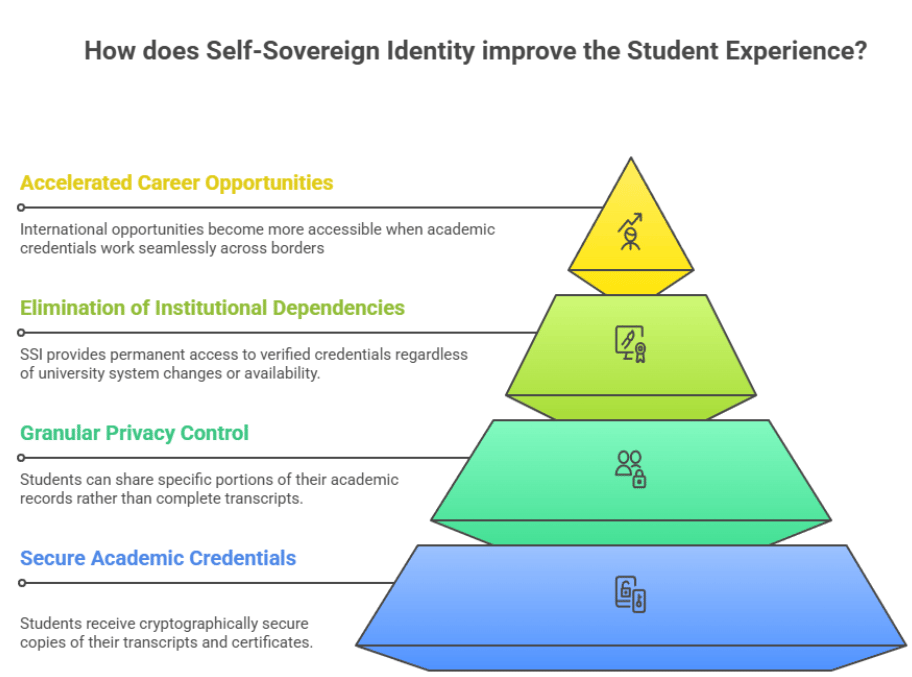 How does Self-Sovereign Identity improve the Student Experience?
Accelerated Career Opportunities
International opportunities become more accessible when academic
credentials work seamlessly across borders
Elimination of Institutional Dependencies
SSI provides permanent access to verified credentials regardless
of university system changes or availability.
Granular Privacy Control
Students can share specific portions of their academic
records rather than complete transcripts.
Secure Academic Credentials
Students receive cryptographically secure
copies of their transcripts and certificates.